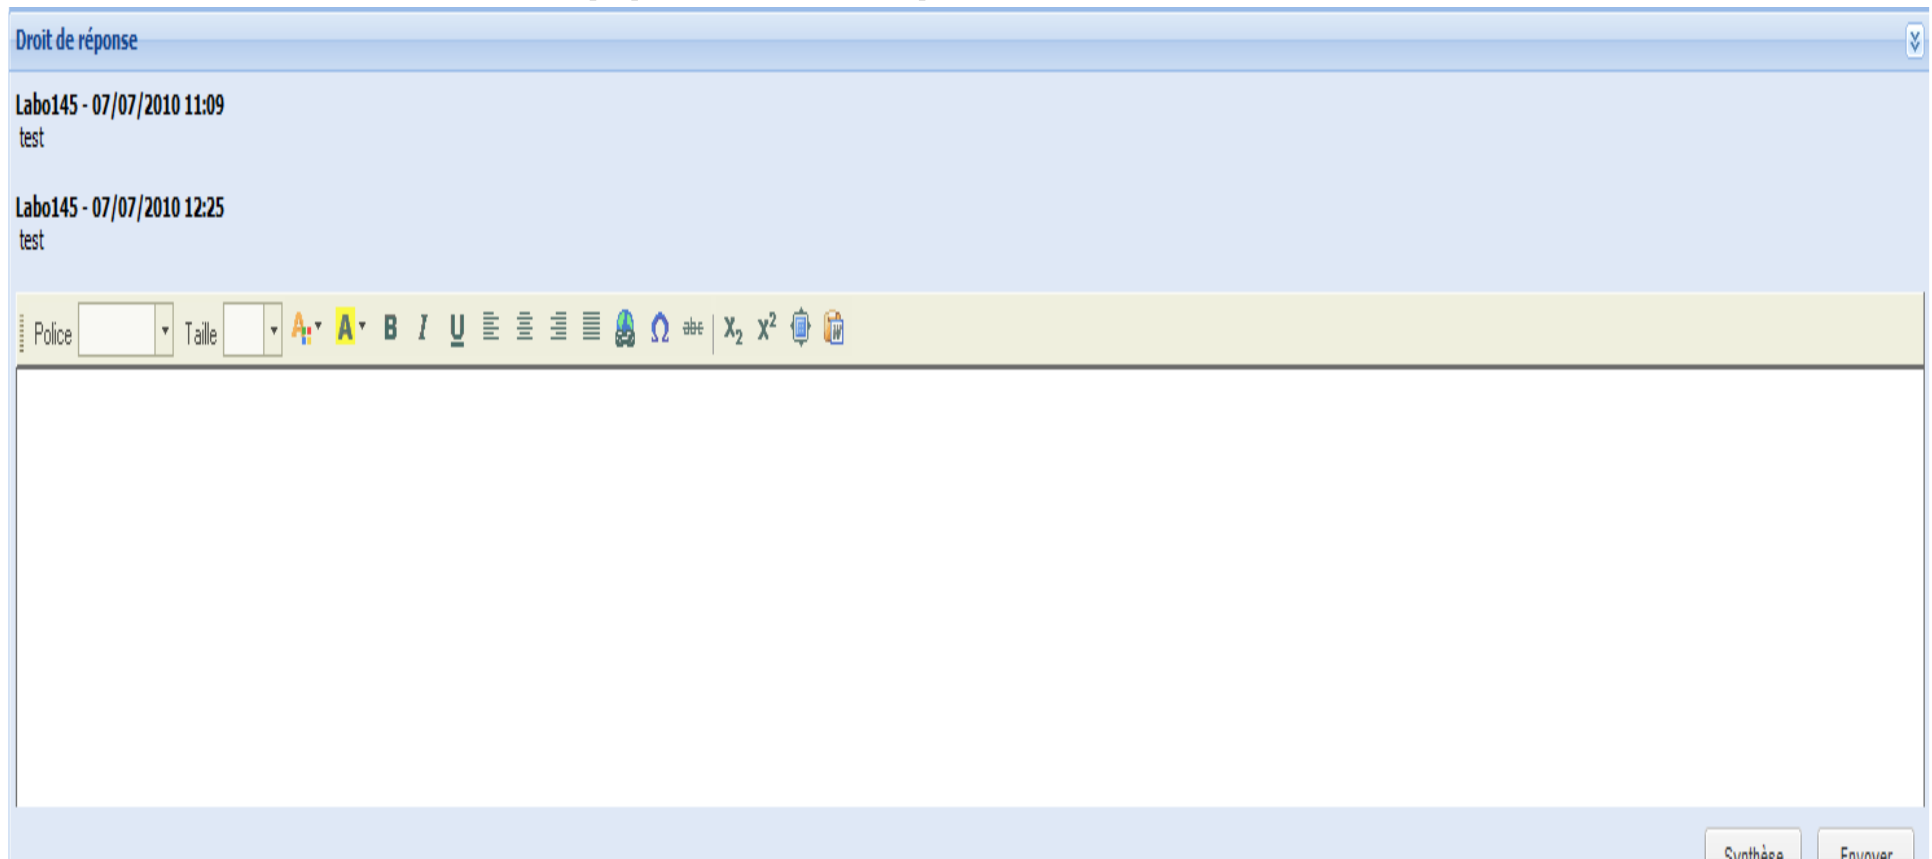 Droit de réponse
Labo145 - 07/07/2010 11:09
test
Labo145 - 07/07/2010 12:25
test
Police Taille A A B I U Ω abc X₂ X²
Synthèse Envoyer